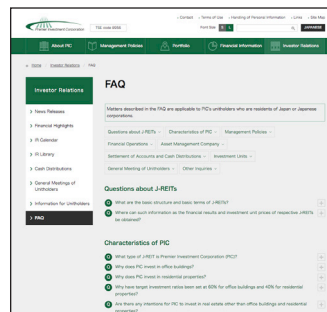 Contact
Terms of Use
Handling of Personal Information
Links
Site Map
Premier Investment Corporation
TSE code 8956
Font Size
JAPANESE
About PIC
Management Policies
Portfolio
Financial Information
Investor Relations
Home Investor Relations FAQ
Investor Relations
News Releases
Financial Highlights
IR Calendar
IR Library
Cash Distributions
General Meetings of
Unitholders
Information for Unitholders
FAQ
FAQ
Matters described in the FAQ are applicable to PIC's unitholders who are residents of Japan or Japanese
corporations.
Questions about J-REITs
Characteristics of PIC
Management Policies
Financial Operations
Asset Management Company
Settlement of Accounts and Cash Distributions
Investment Units
General Meeting of Unitholders
Other Inquiries
Questions about J-REITs
Q What are the basic structure and basic terms of J-REITs?
Q Where can such information as the financial results and investment unit prices of respective J-REITs
be obtained?
Characteristics of PIC
Q What type of J-REIT is Premier Investment Corporation (PIC)?
Q Why does PIC invest in office buildings?
Q Why does PIC invest in residential properties?
Q Why have target investment ratios been set at 60% for office buildings and 40% for residential
properties?
Q Are there any intentions for PIC to invest in real estate other than office buildings and residential
properties?